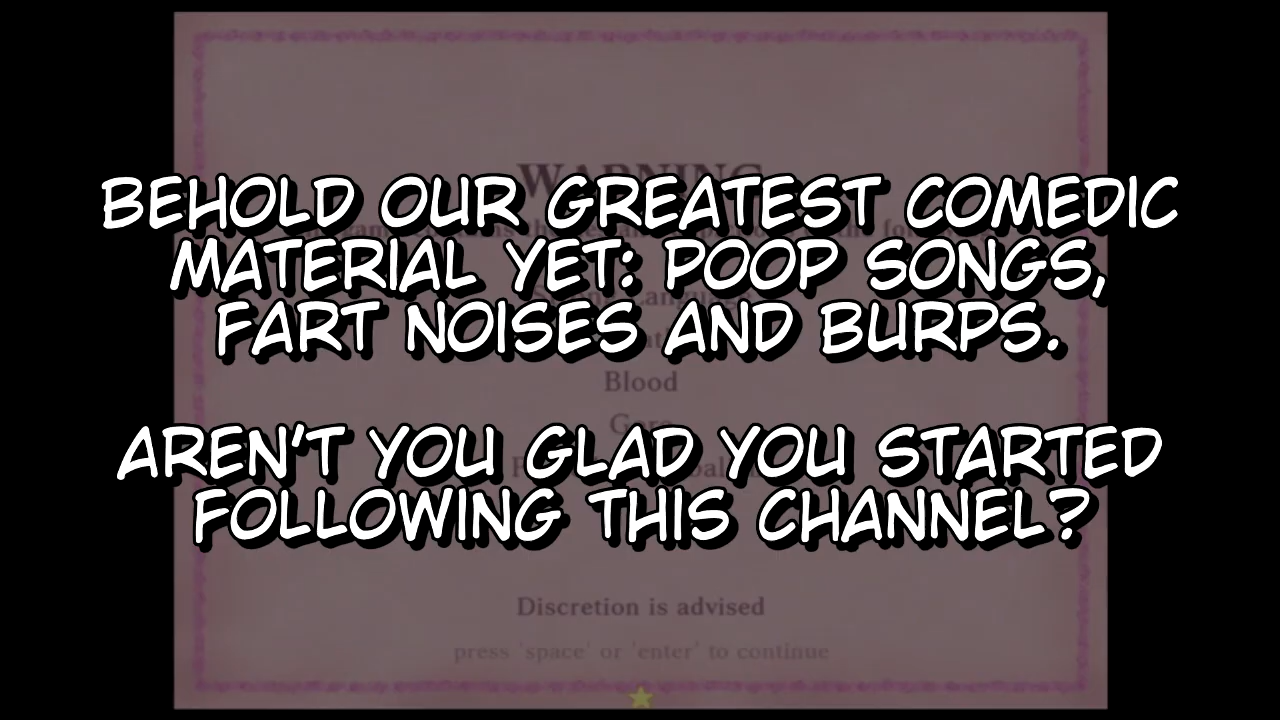 WARNING
BEHOLD OUR GREATEST COMEDIC
MATERIAL YET: POOP SONGS,
FART NOISES AND BURPS.
Blood
Gore
AREN'T YOU GLAD YOU STARTED
FOLLOWING THIS CHANNEL?
Discretion is advised
press 'space' or 'enter' to continue